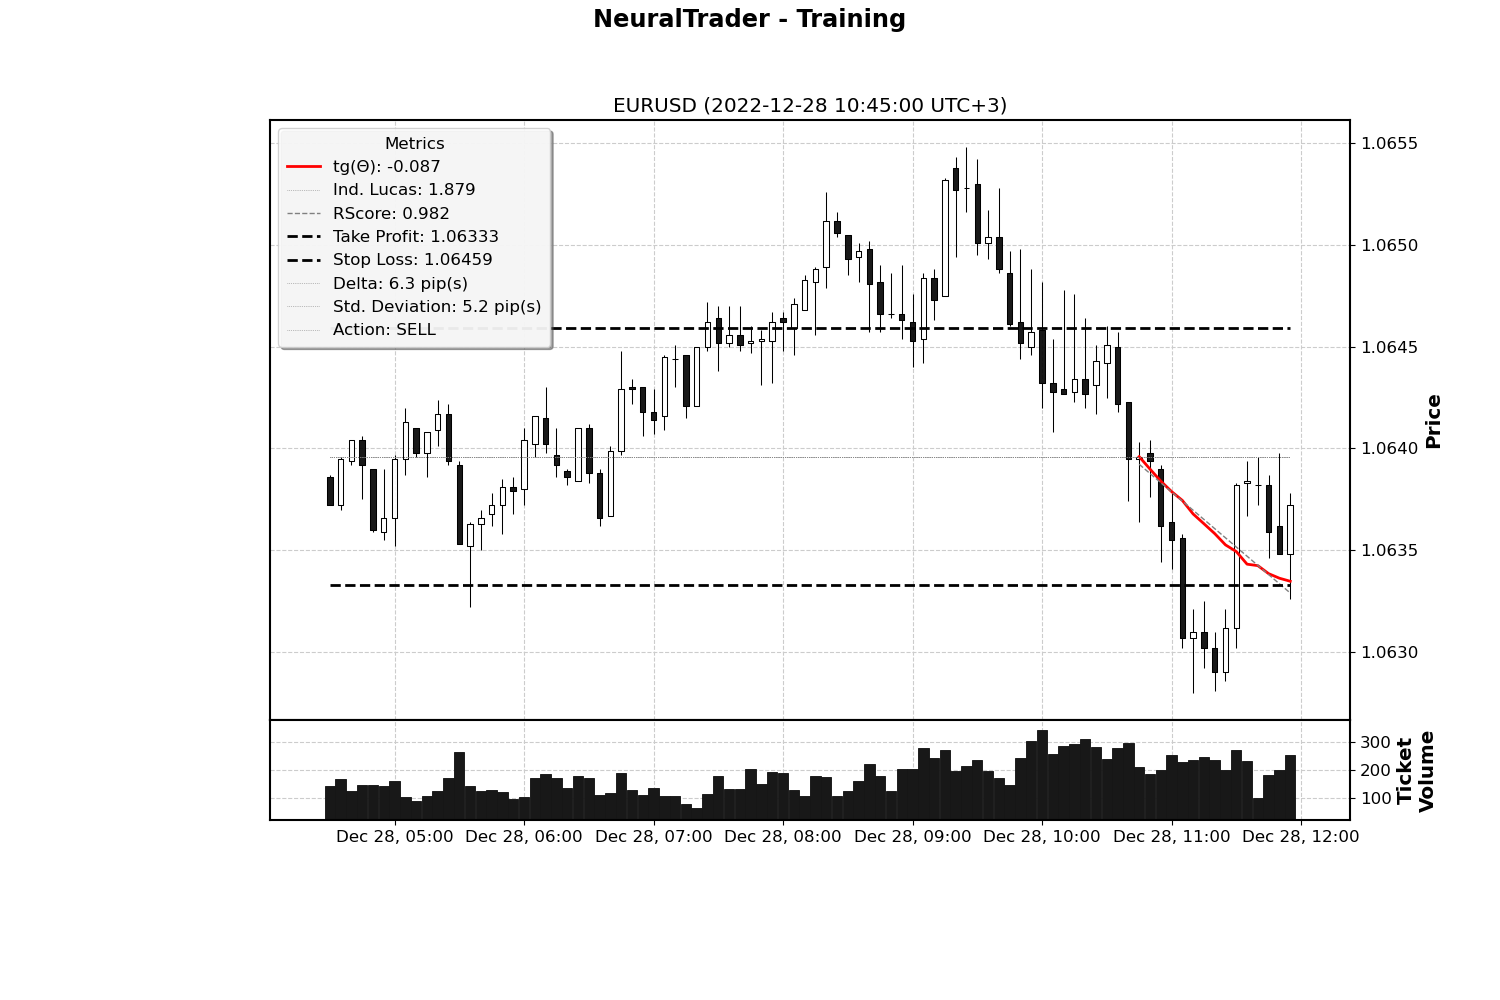 NeuralTrader - Training
EURUSD (2022-12-28 10:45:00 UTC+3)
Metrics
tg(Θ): -0.087
Ind. Lucas: 1.879
RScore: 0.982
Take Profit: 1.06333
Stop Loss: 1.06459
Delta: 6.3 pip(s)
Std. Deviation: 5.2 pip(s)
Action: SELL
1.0655
1.0650
1.0645
1.0640
1.0635
1.0630
Price
300
200
100
Ticket
Volume
Dec 28, 05:00 Dec 28, 06:00 Dec 28, 07:00 Dec 28, 08:00 Dec 28, 09:00 Dec 28, 10:00 Dec 28, 11:00 Dec 28, 12:00